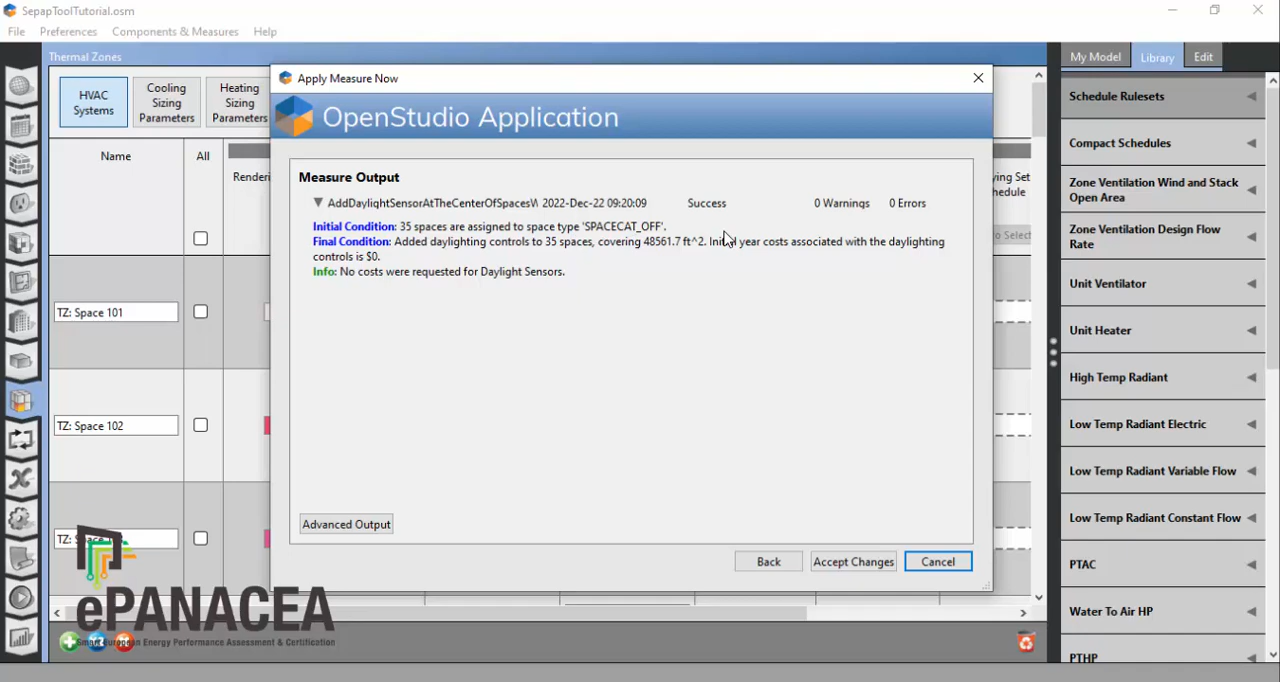 SepapToolTutorial.osm
File Preferences Components & Measures Help
Thermal Zones
HVAC
Systems
Cooling
Sizing
Parameters
Heating
Sizing
Parameters
Name
All
TZ: Space 101
TZ: Space 102
Apply Measure Now
OpenStudio Application
Measure Output
AddDaylightSensorAtTheCenterOfSpacesW 2022-Dec-22 09:20:09 Success 0 Warnings 0 Errors
Initial Condition: 35 spaces are assigned to space type 'SPACECAT_OFF'.
Final Condition: Added daylighting controls to 35 spaces, covering 48561.7 ft^2. Initial year costs associated with the daylighting
controls is $0.
Info: No costs were requested for Daylight Sensors.
Advanced Output
Back Accept Changes Cancel
My Model Library Edit
Schedule Rulesets
Compact Schedules
Zone Ventilation Wind and Stack
Open Area
Zone Ventilation Design Flow
Rate
Unit Ventilator
Unit Heater
High Temp Radiant
Low Temp Radiant Electric
Low Temp Radiant Variable Flow
Low Temp Radiant Constant Flow
PTAC
Water To Air HP
PTHP
ePANACEA
Smart European Energy Performance Assessment & Certification